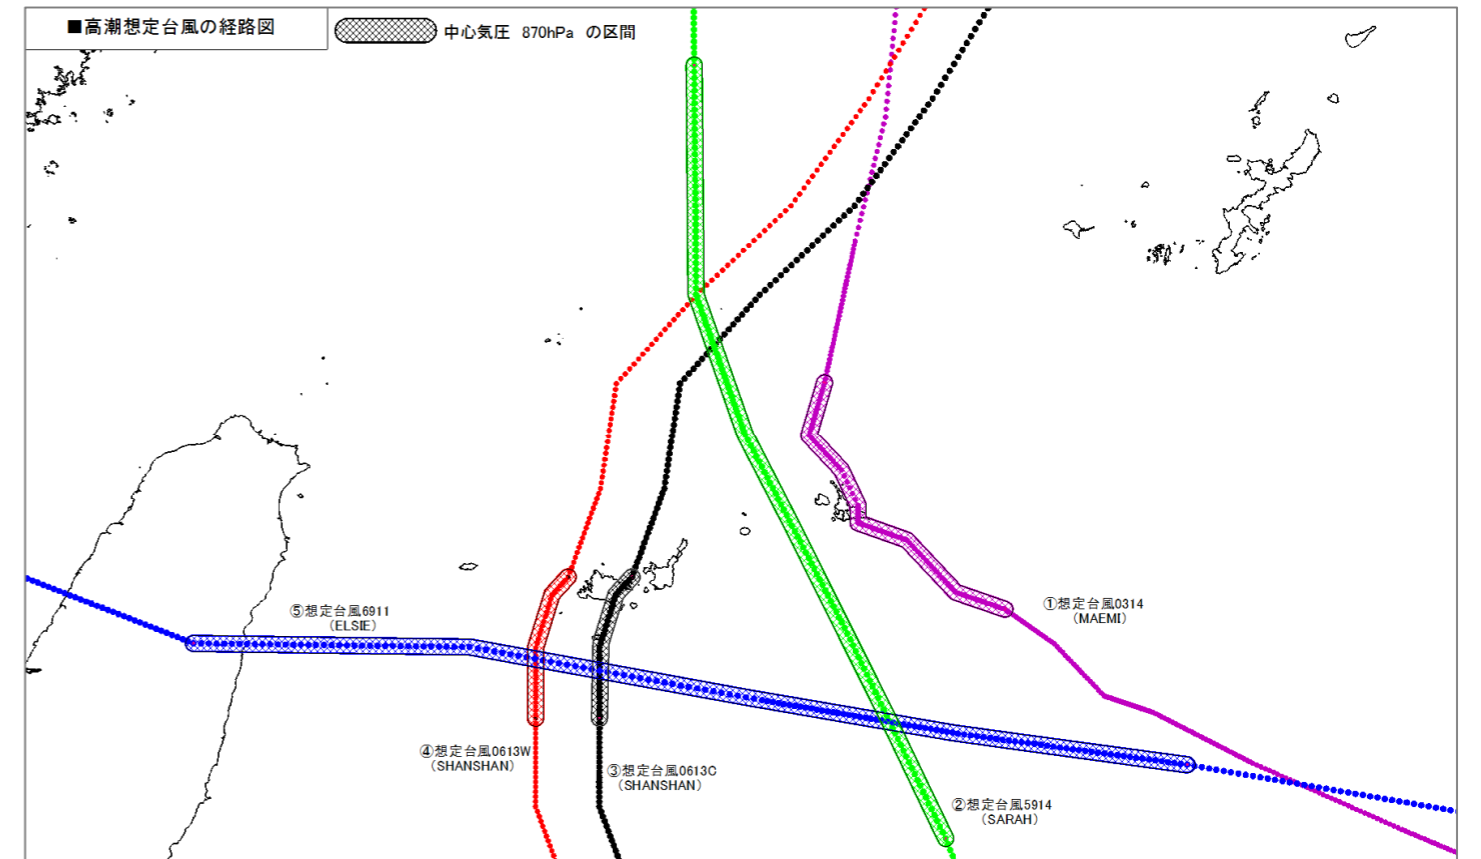 ■高潮想定台風の経路図
中心気圧 870hPa の区間
⑤想定台風6911
(ELSIE)
①想定台風0314
(MAEMI)
④想定台風0613W
(SHANSHAN)
③想定台風0613C
(SHANSHAN)
②想定台風5914
(SARAH)